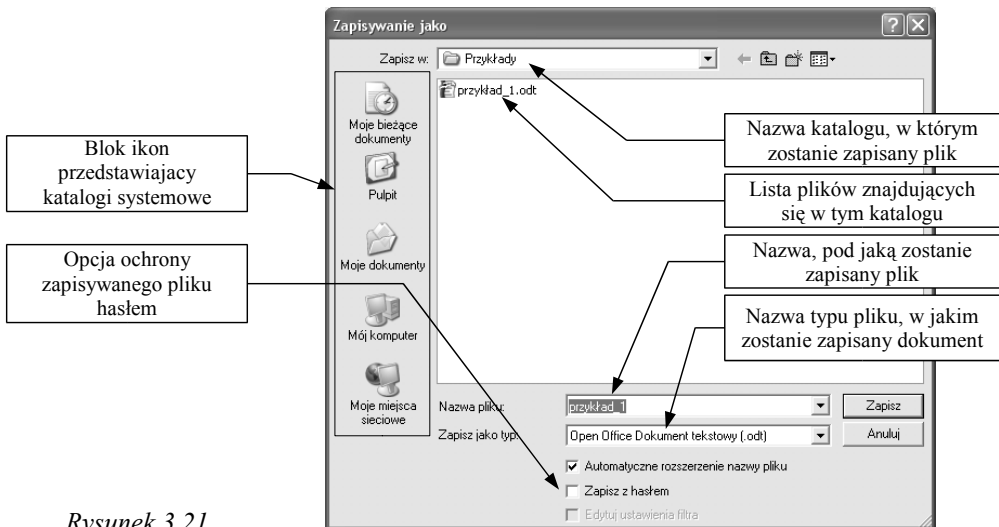 Zapisywanie jako
Zapisz w:
Przykłady
przykład_1.odt
Moje bieżące
dokumenty
Pulpit
Moje dokumenty
Mój komputer
Moje miejsca
sieciowe
Blok ikon
przedstawiajacy
katalogi systemowe
Opcja ochrony
zapisywanego pliku
hasłem
Nazwa katalogu, w którym
zostanie zapisany plik
Lista plików znajdujących
się w tym katalogu
Nazwa, pod jaką zostanie
zapisany plik
Nazwa typu pliku, w jakim
zostanie zapisany dokument
Nazwa pliku:
przykład_1
Zapisz
Zapisz jako typ:
Open Office Dokument tekstowy (.odt)
Anuluj
Automatyczne rozszerzenie nazwy pliku
Zapisz z hasłem
Edytuj ustawienia filtra
Rysunek 3.21